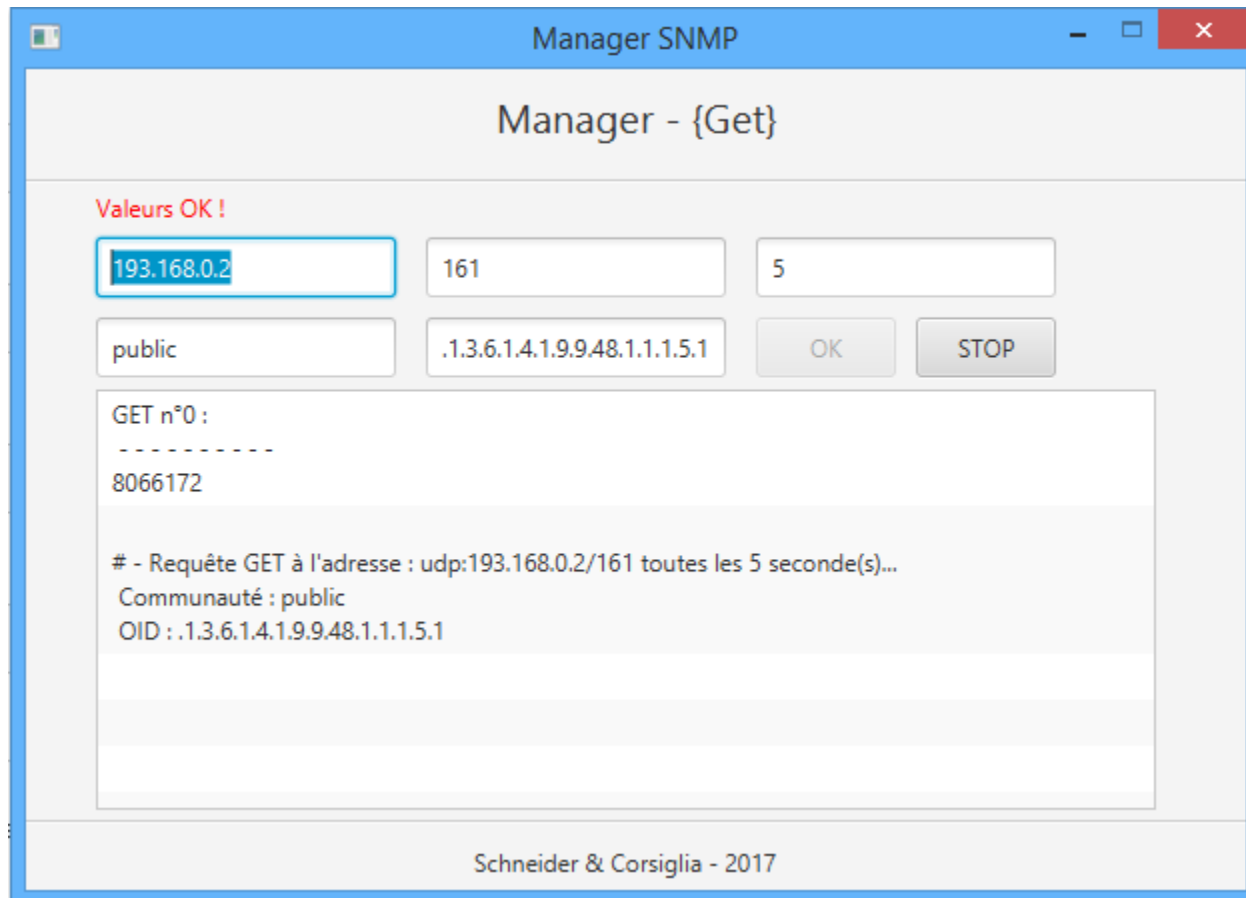 Manager SNMP
Manager - {Get}
Valeurs OK !
193.168.0.2
161
5
public
.1.3.6.1.4.1.9.9.48.1.1.1.5.1
OK
STOP
GET n°0 :
- - - - - - - - - -
8066172
# - Requête GET à l'adresse : udp:193.168.0.2/161 toutes les 5 seconde(s)...
Communauté : public
OID : .1.3.6.1.4.1.9.9.48.1.1.1.5.1
Schneider & Corsiglia - 2017